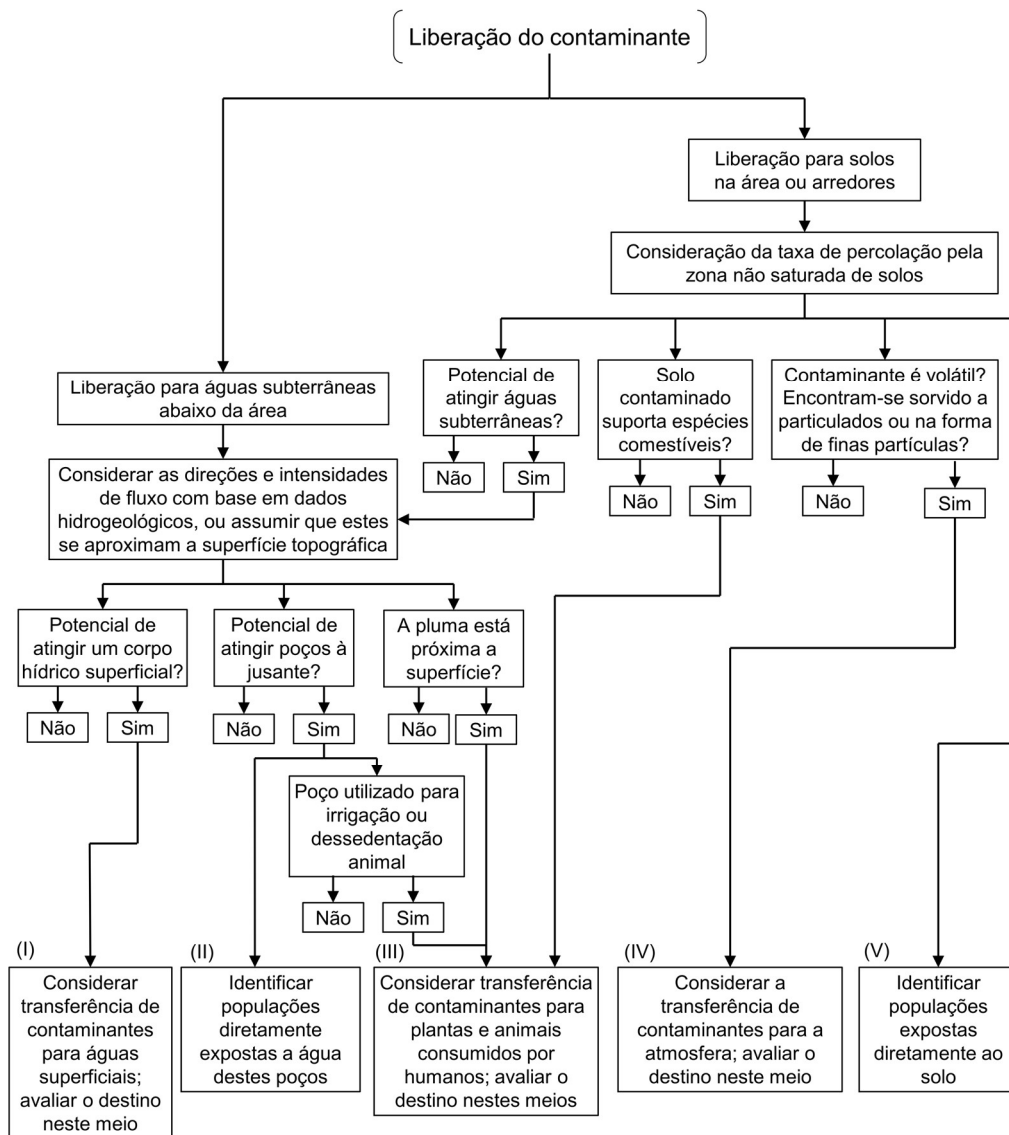 Liberação do contaminante
Liberação para solos
na área ou arredores
Consideração da taxa de percolação pela
zona não saturada de solos
Liberação para águas subterrâneas
abaixo da área
Potencial de
atingir águas
subterrâneas?
Não
Sim
Solo
contaminado
suporta espécies
comestíveis?
Não
Sim
Contaminante é volátil?
Encontram-se sorvido a
particulados ou na forma
de finas partículas?
Não
Sim
Considerar as direções e intensidades
de fluxo com base em dados
hidrogeológicos, ou assumir que estes
se aproximam a superfície topográfica
Potencial de
atingir um corpo
hídrico superficial?
Não
Sim
Potencial de
atingir poços à
jusante?
Não
Sim
A pluma está
próxima a
superfície?
Não
Sim
Poço utilizado para
irrigação ou
dessedentação
animal
Não
Sim
(I)
Considerar
transferência de
contaminantes
para águas
superficiais;
avaliar o destino
neste meio
(II)
Identificar
populações
diretamente
expostas a água
destes poços
(III)
Considerar transferência
de contaminantes para
plantas e animais
consumidos por
humanos; avaliar o
destino nestes meios
(IV)
Considerar a
transferência de
contaminantes para a
atmosfera; avaliar o
destino neste meio
(V)
Identificar
populações
expostas
diretamente ao
solo